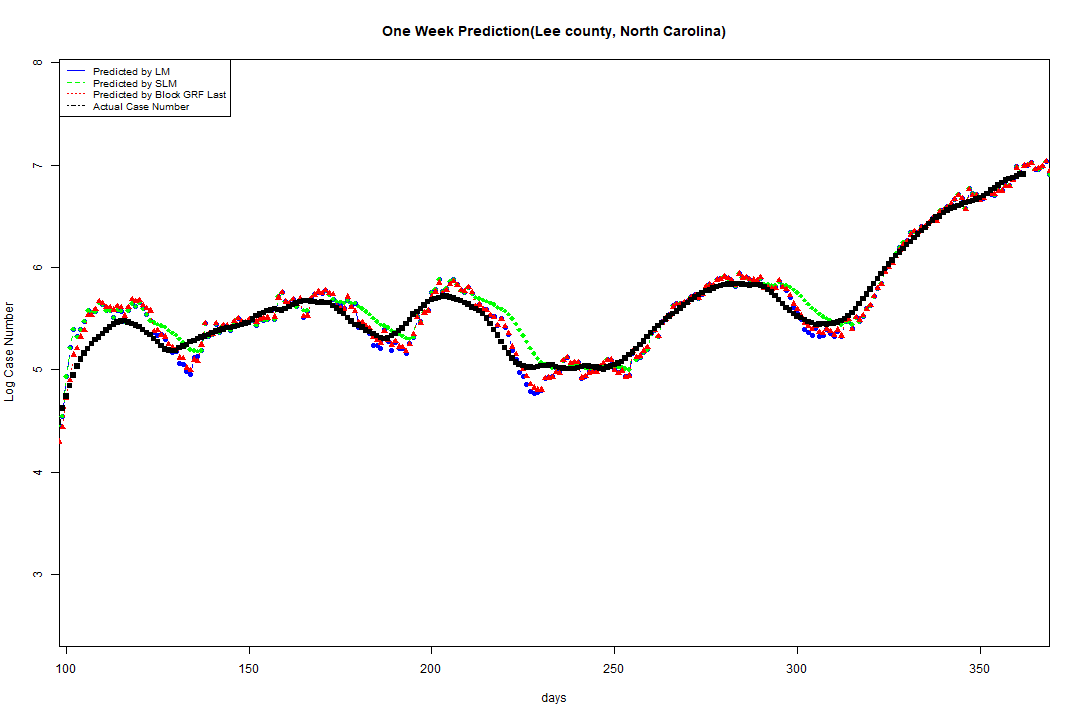 One Week Prediction(Lee county, North Carolina)
Predicted by LM
Predicted by SLM
Predicted by Block GRF Last
Actual Case Number
8
7
6
5
4
3
Log Case Number
100 150 200 250 300 350
days